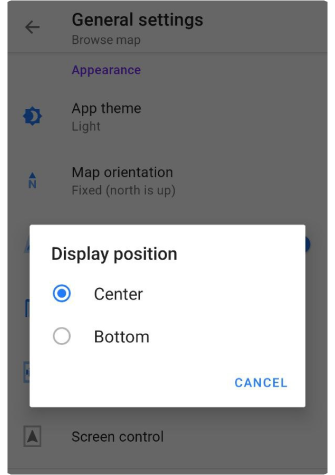 General settings
Browse map
Appearance
App theme
Light
Map orientation
Fixed (north is up)
Display position
Center
Bottom
CANCEL
Screen control